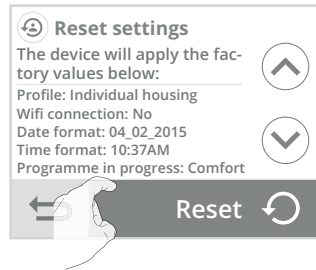 Reset settings
The device will apply the fac-
tory values below:
Profile: Individual housing
Wifi connection: No
Date format: 04_02_2015
Time format: 10:37AM
Programme in progress: Comfort
Reset